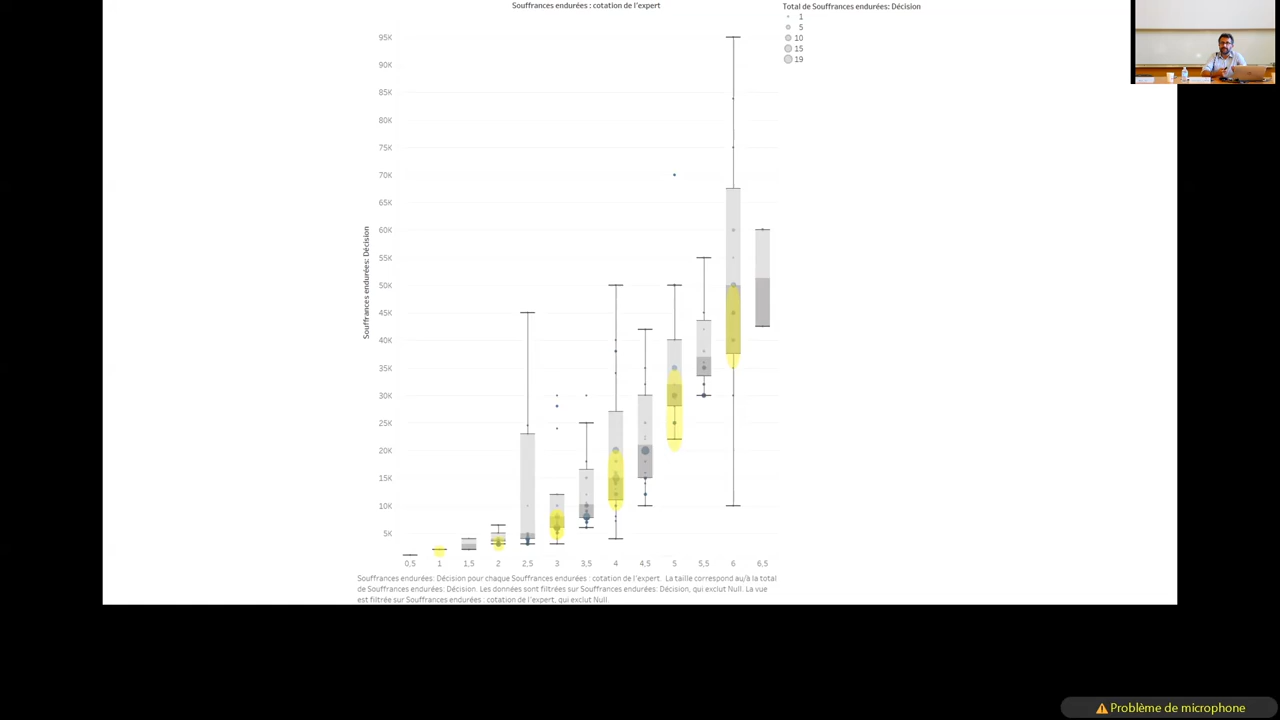 Souffrances endurées : cotation de l'expert
Total de Souffrances endurées: Décision
1
5
10
15
19
95K
90K
85K
80K
75K
70K
65K
60K
55K
50K
45K
40K
35K
30K
25K
20K
15K
10K
5K
Souffrances endurées: Décision
0,5 1 1,5 2 2,5 3 3,5 4 4,5 5 5,5 6 6,5
Souffrances endurées: Décision pour chaque Souffrances endurées : cotation de l'expert. La taille correspond au/à la total
de Souffrances endurées: Décision. Les données sont filtrées sur Souffrances endurées: Décision, qui exclut Null. La vue
est filtrée sur Souffrances endurées : cotation de l'expert, qui exclut Null.
Problème de microphone